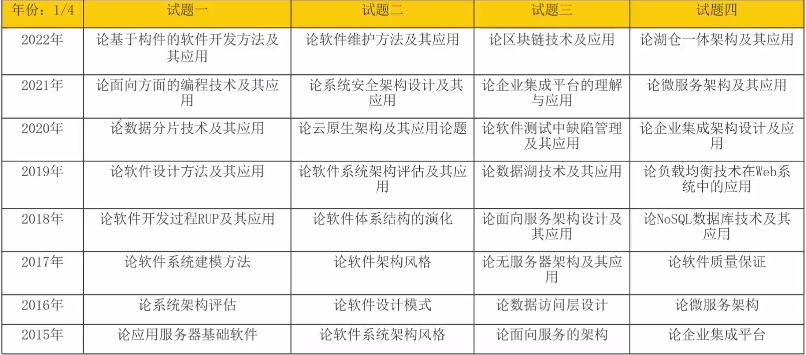 年份：1/4 试题一 试题二 试题三 试题四
2022年 论基于构件的软件开发方法及其应用 论软件维护方法及其应用 论区块链技术及应用 论湖仓一体架构及其应用
2021年 论面向方面的编程技术及其应用 论系统安全架构设计及其应用 论企业集成平台的理解与应用 论微服务架构及其应用
2020年 论数据分片技术及其应用 论云原生架构及其应用论题 论软件测试中缺陷管理及其应用 论企业集成架构设计及应用
2019年 论软件设计方法及其应用 论软件系统架构评估及其应用 论数据湖技术及其应用 论负载均衡技术在Web系统中的应用
2018年 论软件开发过程RUP及其应用 论软件体系结构的演化 论面向服务架构设计及其应用 论NoSQL数据库技术及其应用
2017年 论软件系统建模方法 论软件架构风格 论无服务器架构及其应用 论软件质量保证
2016年 论系统架构评估 论软件设计模式 论数据访问层设计 论微服务架构
2015年 论应用服务器基础软件 论软件系统架构风格 论面向服务的架构 论企业集成平台